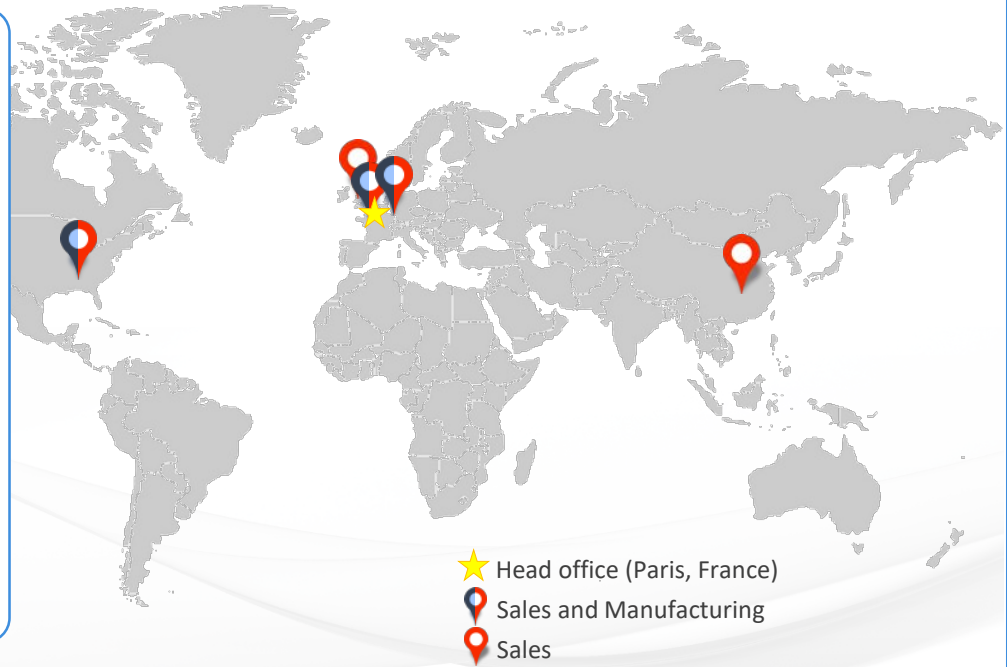 Head office (Paris, France)
Sales and Manufacturing
Sales